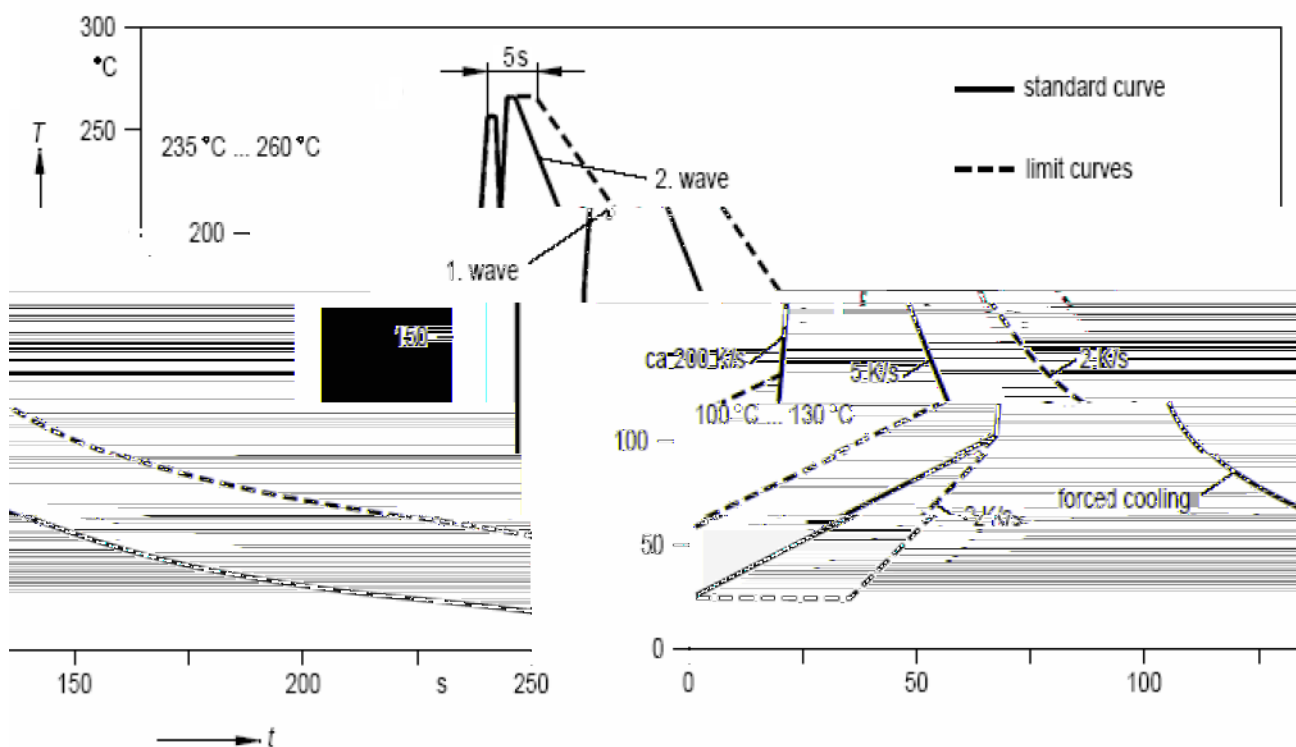 300
°C
5s
standard curve
T
250
235 °C ... 260 °C
limit curves
2. wave
200
1. wave
150
ca 200 K/s
5 K/s
2 K/s
100 °C ... 130 °C
100
forced cooling
2 K/s
50
0
150
200
s
250
0
50
100
t